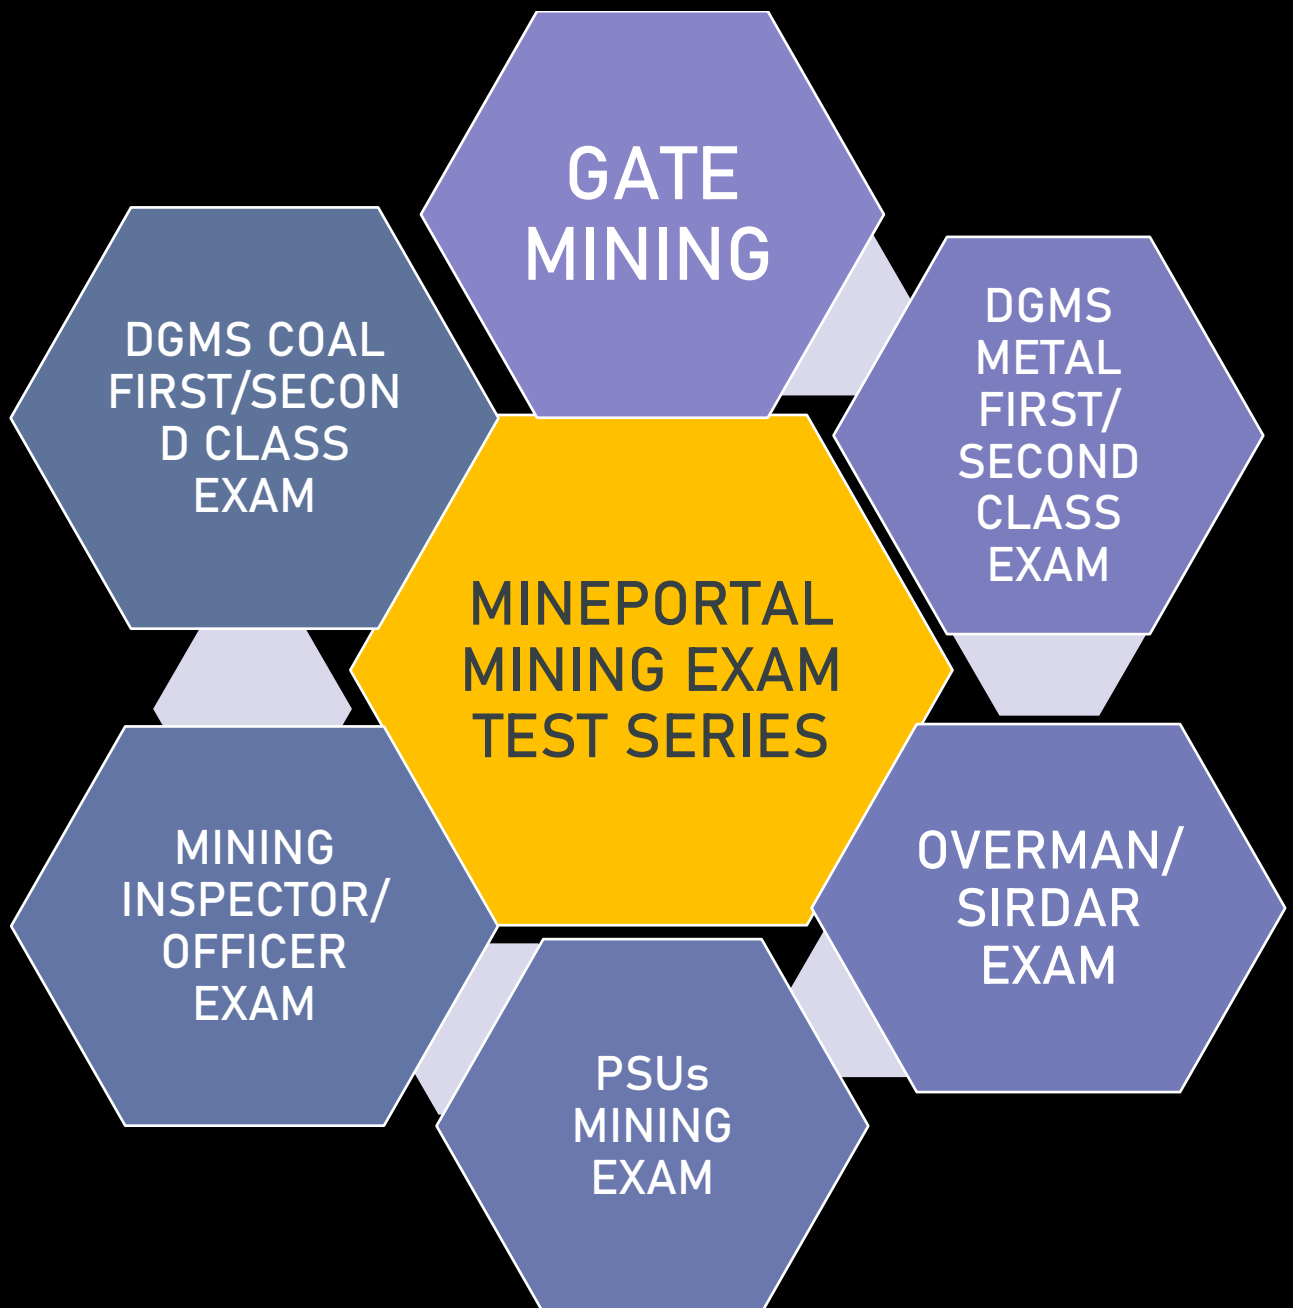 GATE
MINING
DGMS
METAL
FIRST/
SECOND
CLASS
EXAM
OVERMAN/
SIRDAR
EXAM
PSUs
MINING
EXAM
MINING
INSPECTOR/
OFFICER
EXAM
DGMS COAL
FIRST/SECON
D CLASS
EXAM
MINEPORTAL
MINING EXAM
TEST SERIES